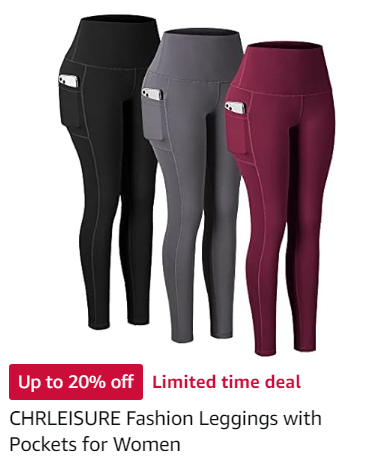 Up to 20% off Limited time deal
CHRLEISURE Fashion Leggings with
Pockets for Women